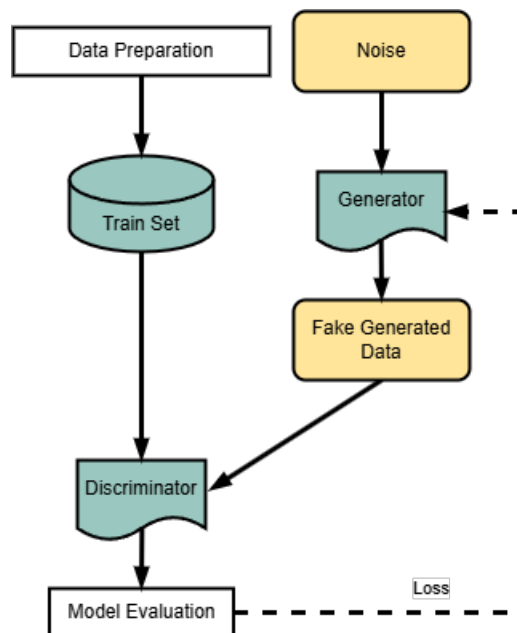 Data Preparation
Noise
Train Set
Generator
Fake Generated
Data
Discriminator
Loss
Model Evaluation